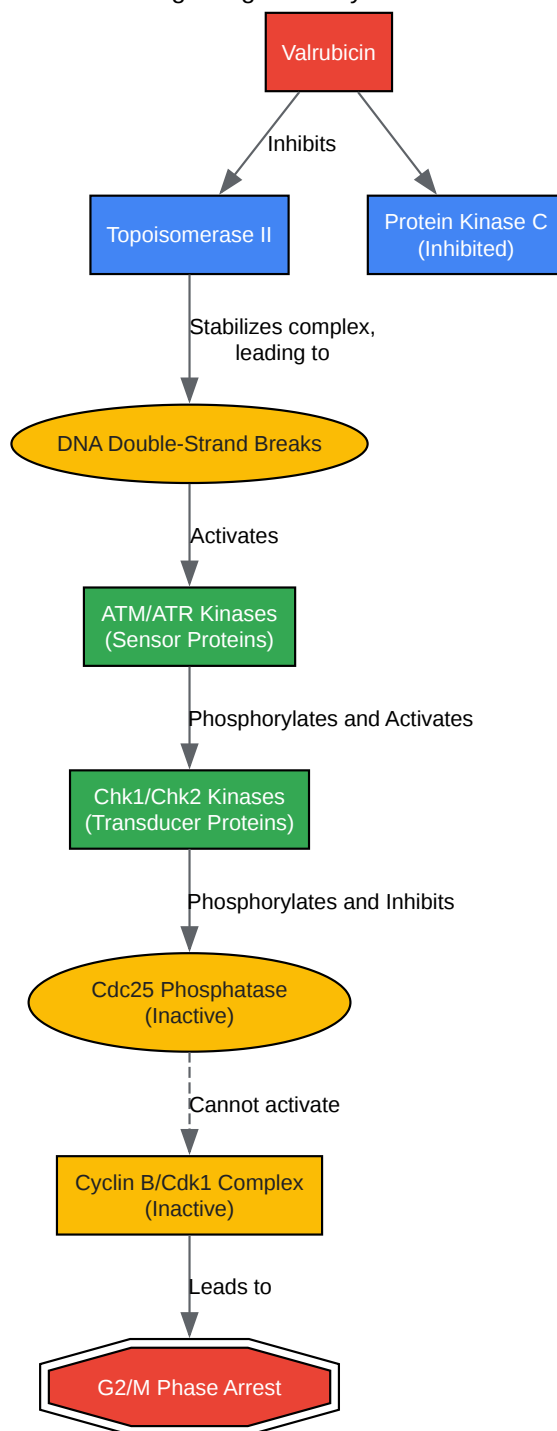 Valrubicin
Inhibits
Topoisomerase II
Protein Kinase C
(Inhibited)
Stabilizes complex,
leading to
DNA Double-Strand Breaks
Activates
ATM/ATR Kinases
(Sensor Proteins)
Phosphorylates and Activates
Chk1/Chk2 Kinases
(Transducer Proteins)
Phosphorylates and Inhibits
Cdc25 Phosphatase
(Inactive)
Cannot activate
Cyclin B/Cdk1 Complex
(Inactive)
Leads to
G2/M Phase Arrest